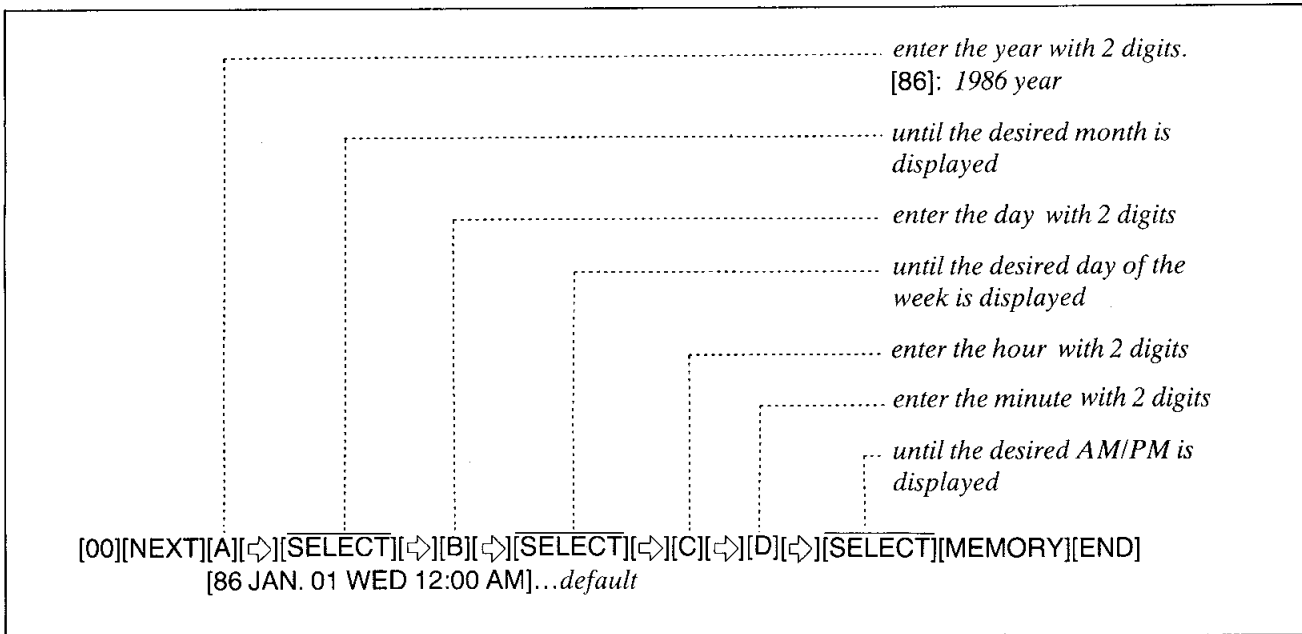 enter the year with 2 digits.
[86]: 1986 year
until the desired month is
displayed
enter the day with 2 digits
until the desired day of the
week is displayed
enter the hour with 2 digits
enter the minute with 2 digits
until the desired AM/PM is
displayed
[00][NEXT][A][⇨][SELECT][⇨][B][⇨][SELECT][⇨][C][⇨][D][⇨][SELECT][MEMORY][END]
[86 JAN. 01 WED 12:00 AM]...default